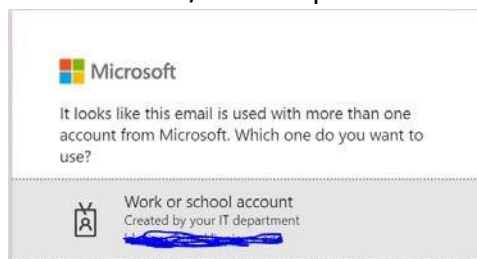 Microsoft
It looks like this email is used with more than one
account from Microsoft. Which one do you want to
use?
Work or school account
Created by your IT department